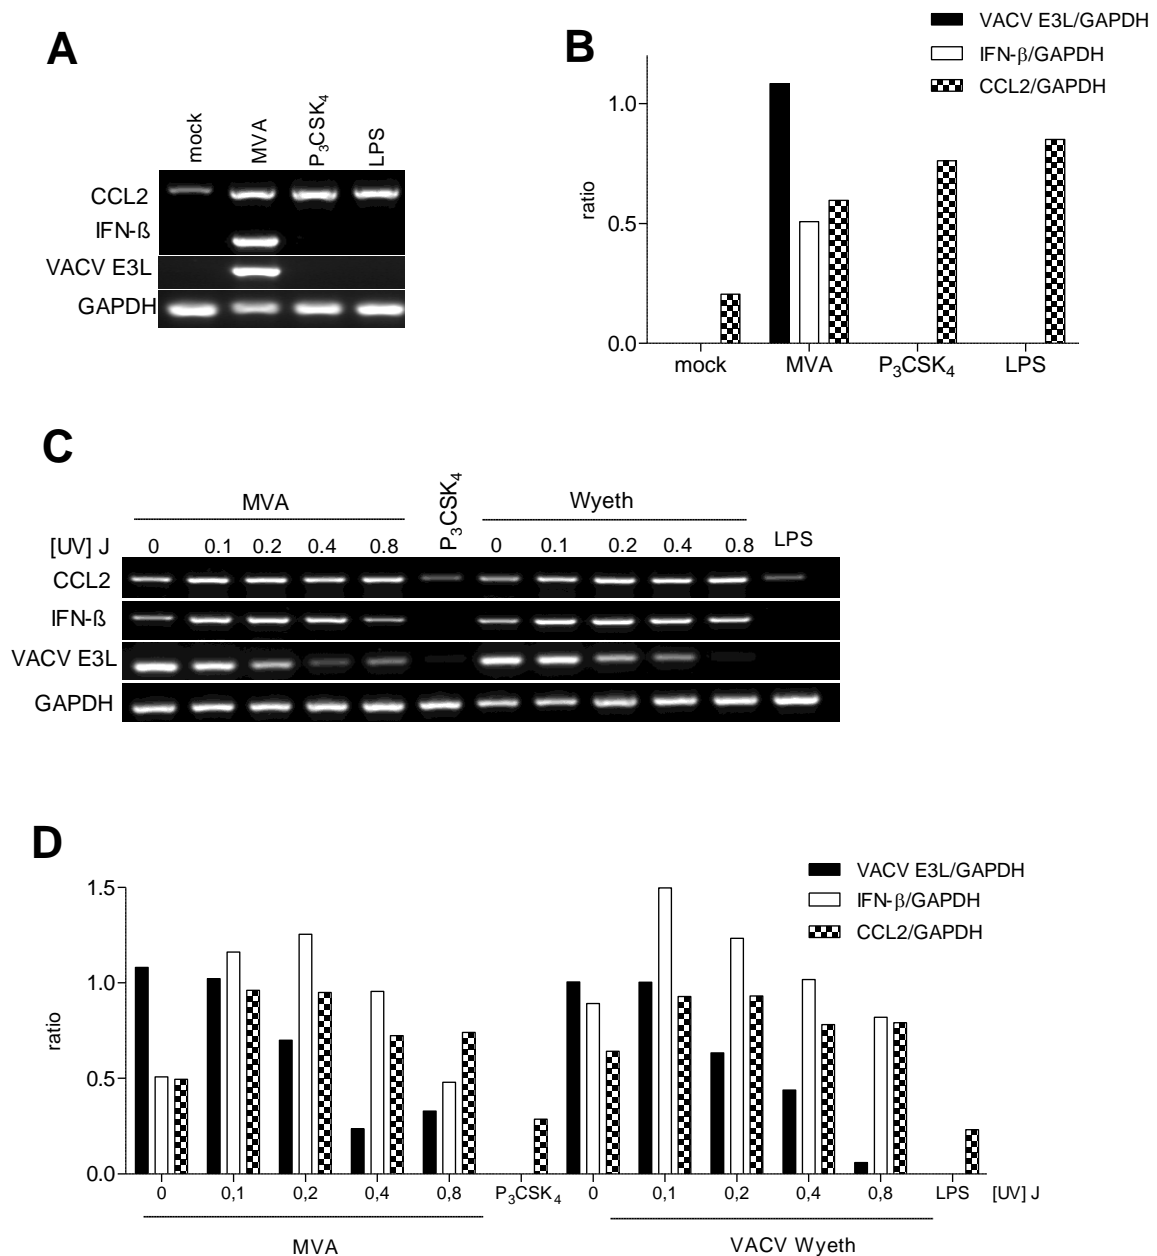 A
mock
MVA
P₃CSK₄
LPS
CCL2
IFN-ß
VACV E3L
GAPDH
B
VACV E3L/GAPDH
IFN-β/GAPDH
CCL2/GAPDH
ratio
1.0
0.5
0.0
mock MVA P₃CSK₄ LPS
C
MVA P₃CSK₄ Wyeth
[UV] J 0 0.1 0.2 0.4 0.8 0 0.1 0.2 0.4 0.8 LPS
CCL2
IFN-ß
VACV E3L
GAPDH
D
VACV E3L/GAPDH
IFN-β/GAPDH
CCL2/GAPDH
ratio
1.5
1.0
0.5
0.0
0 0,1 0,2 0,4 0,8 P₃CSK₄ 0 0,1 0,2 0,4 0,8 LPS [UV] J
MVA VACV Wyeth